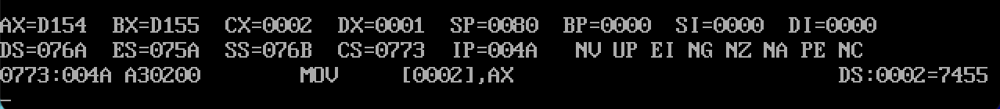 AX=D154  BX=D155  CX=0002  DX=0001  SP=0080  BP=0000  SI=0000  DI=0000
DS=076A  ES=075A  SS=076B  CS=0773  IP=004A   NV UP EI NG NZ NA PE NC
0773:004A A30200        MOV     [0002],AX                          DS:0002=7455